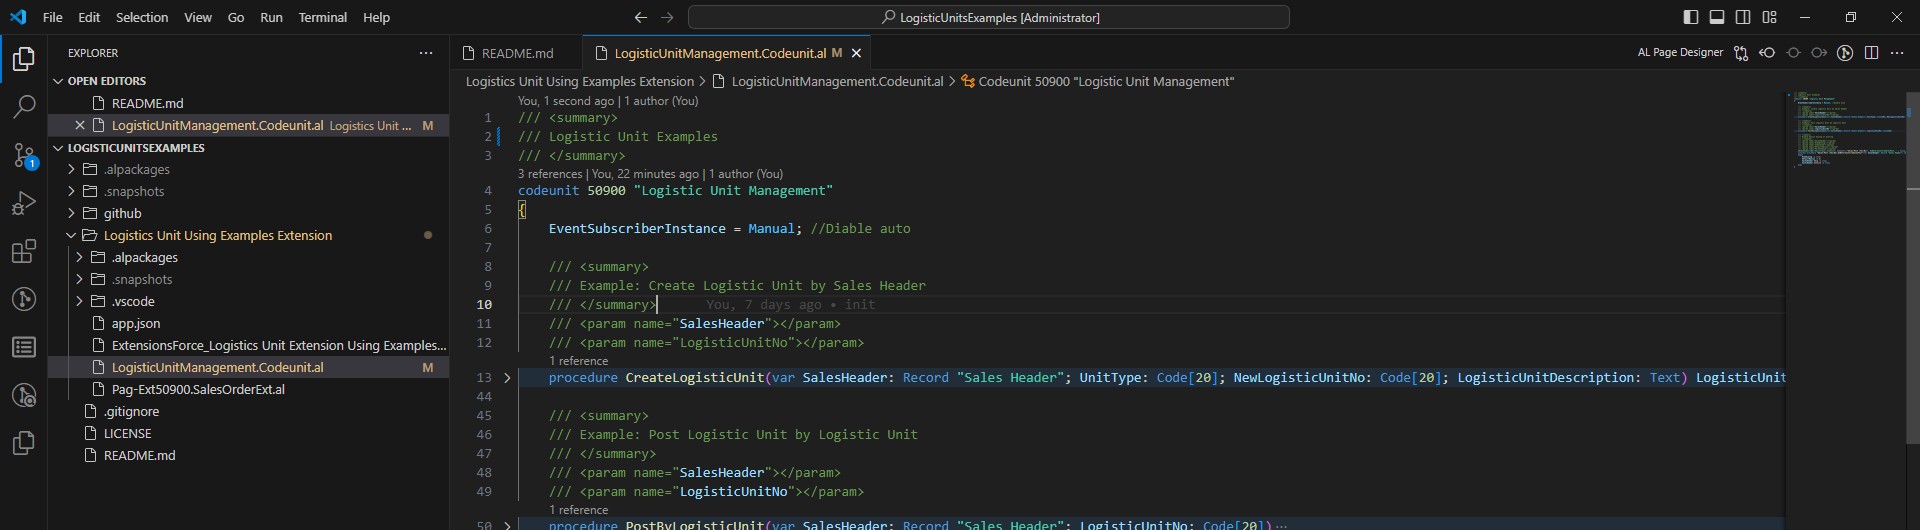 File Edit Selection View Go Run Terminal Help
LogisticUnitsExamples [Administrator]
EXPLORER
OPEN EDITORS
README.md
LogisticUnitManagement.Codeunit.al Logistics Unit ... M
LOGISTICUNITSEXAMPLES
.alpackages
.snapshots
github
Logistics Unit Using Examples Extension
.alpackages
.snapshots
.vscode
app.json
ExtensionsForce_Logistics Unit Extension Using Examples...
LogisticUnitManagement.Codeunit.al M
Pag-Ext50900.SalesOrderExt.al
.gitignore
LICENSE
README.md
1
README.md
LogisticUnitManagement.Codeunit.al M
AL Page Designer
Logistics Unit Using Examples Extension > LogisticUnitManagement.Codeunit.al > Codeunit 50900 "Logistic Unit Management"
You, 1 second ago | 1 author (You)
1 /// <summary>
2 /// Logistic Unit Examples
3 /// </summary>
3 references | You, 22 minutes ago | 1 author (You)
4 codeunit 50900 "Logistic Unit Management"
5 {
6 EventSubscriberInstance = Manual; //Diable auto
7
8 /// <summary>
9 /// Example: Create Logistic Unit by Sales Header
10 /// </summary> You, 7 days ago • init
11 /// <param name="SalesHeader"></param>
12 /// <param name="LogisticUnitNo"></param>
1 reference
13 procedure CreateLogisticUnit(var SalesHeader: Record "Sales Header"; UnitType: Code[20]; NewLogisticUnitNo: Code[20]; LogisticUnitDescription: Text) LogisticUnit
44
45 /// <summary>
46 /// Example: Post Logistic Unit by Logistic Unit
47 /// </summary>
48 /// <param name="SalesHeader"></param>
49 /// <param name="LogisticUnitNo"></param>
1 reference
50 procedure PostByLogisticUnit(var SalesHeader: Record "Sales Header"; LogisticUnitNo: Code[20])...